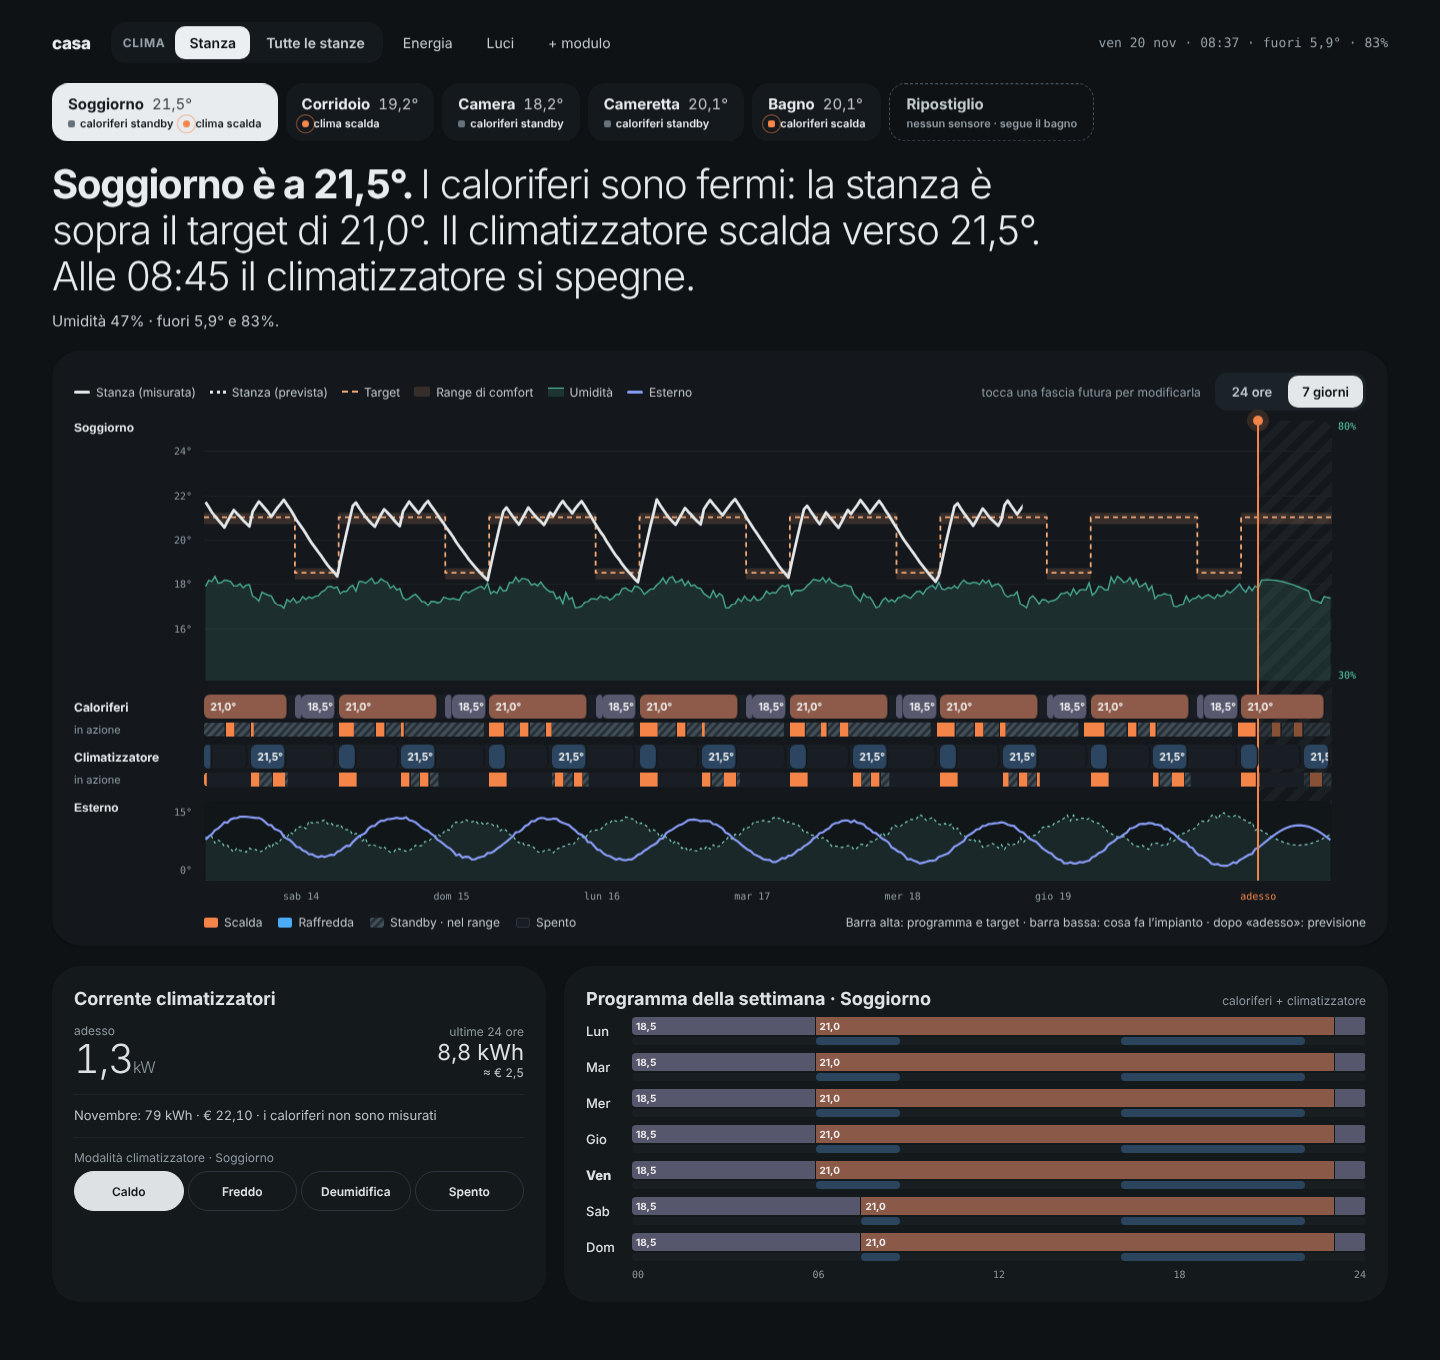 casa CLIMA Stanza Tutte le stanze Energia Luci + modulo ven 20 nov · 08:37 · fuori 5,9° · 83%
Soggiorno 21,5° Corridoio 19,2° Camera 18,2° Cameretta 20,1° Bagno 20,1° Ripostiglio
caloriferi standby clima scalda clima scalda caloriferi standby caloriferi standby caloriferi scalda nessun sensore · segue il bagno
Soggiorno è a 21,5°. I caloriferi sono fermi: la stanza è
sopra il target di 21,0°. Il climatizzatore scalda verso 21,5°.
Alle 08:45 il climatizzatore si spegne.
Umidità 47% · fuori 5,9° e 83%.
Stanza (misurata) Stanza (prevista) Target Range di comfort Umidità Esterno tocca una fascia futura per modificarla 24 ore 7 giorni
Soggiorno 80%
24°
22°
20°
18°
16°
30%
Caloriferi 21,0° 18,5° 21,0° 18,5° 21,0° 18,5° 21,0° 18,5° 21,0° 18,5° 21,0° 18,5° 21,0° 18,5° 21,0°
in azione
Climatizzatore 21,5° 21,5° 21,5° 21,5° 21,5° 21,5° 21,5° 21,5
in azione
Esterno 15°
0°
sab 14 dom 15 lun 16 mar 17 mer 18 gio 19 adesso
Scalda Raffredda Standby · nel range Spento Barra alta: programma e target · barra bassa: cosa fa l'impianto · dopo «adesso»: previsione
Corrente climatizzatori
adesso ultime 24 ore
1,3 kW 8,8 kWh
≈ € 2,5
Novembre: 79 kWh · € 22,10 · i caloriferi non sono misurati
Modalità climatizzatore · Soggiorno
Caldo Freddo Deumidifica Spento
Programma della settimana · Soggiorno caloriferi + climatizzatore
Lun 18,5 21,0
Mar 18,5 21,0
Mer 18,5 21,0
Gio 18,5 21,0
Ven 18,5 21,0
Sab 18,5 21,0
Dom 18,5 21,0
00 06 12 18 24